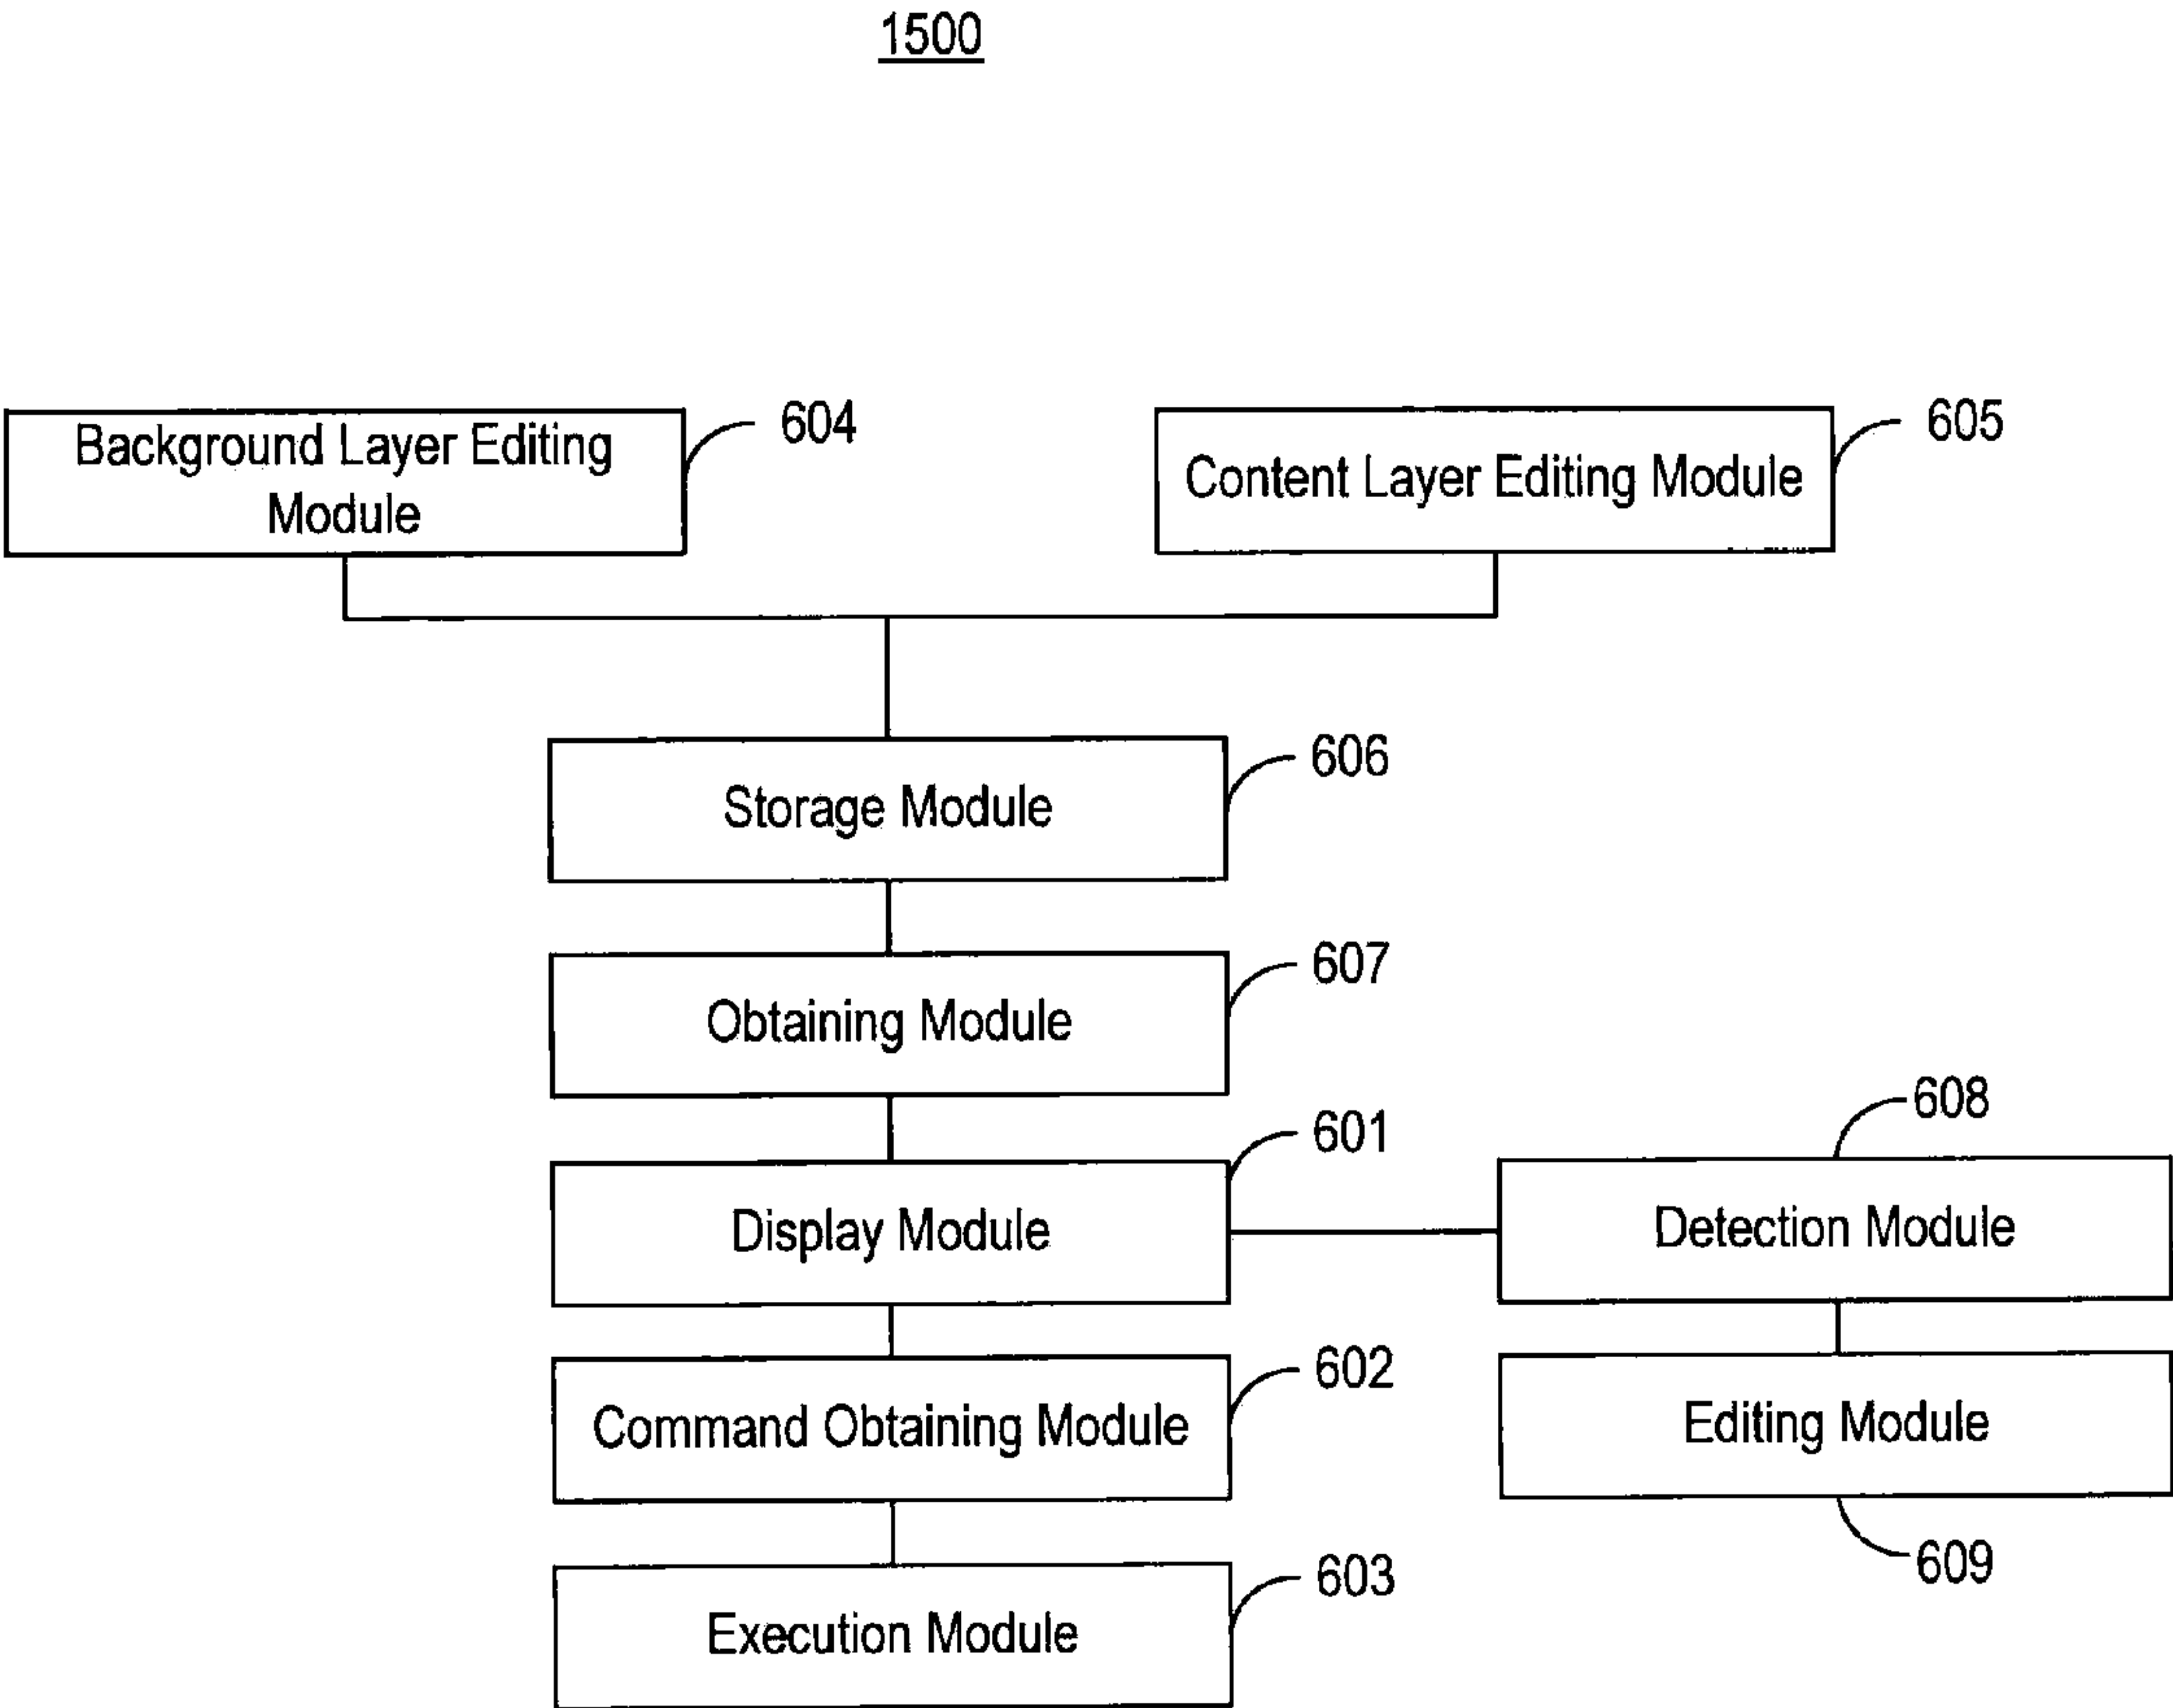 1500
Background Layer Editing
Module
604
Content Layer Editing Module
605
Storage Module
606
Obtaining Module
607
Display Module
601
Detection Module
608
Command Obtaining Module
602
Editing Module
609
Execution Module
603